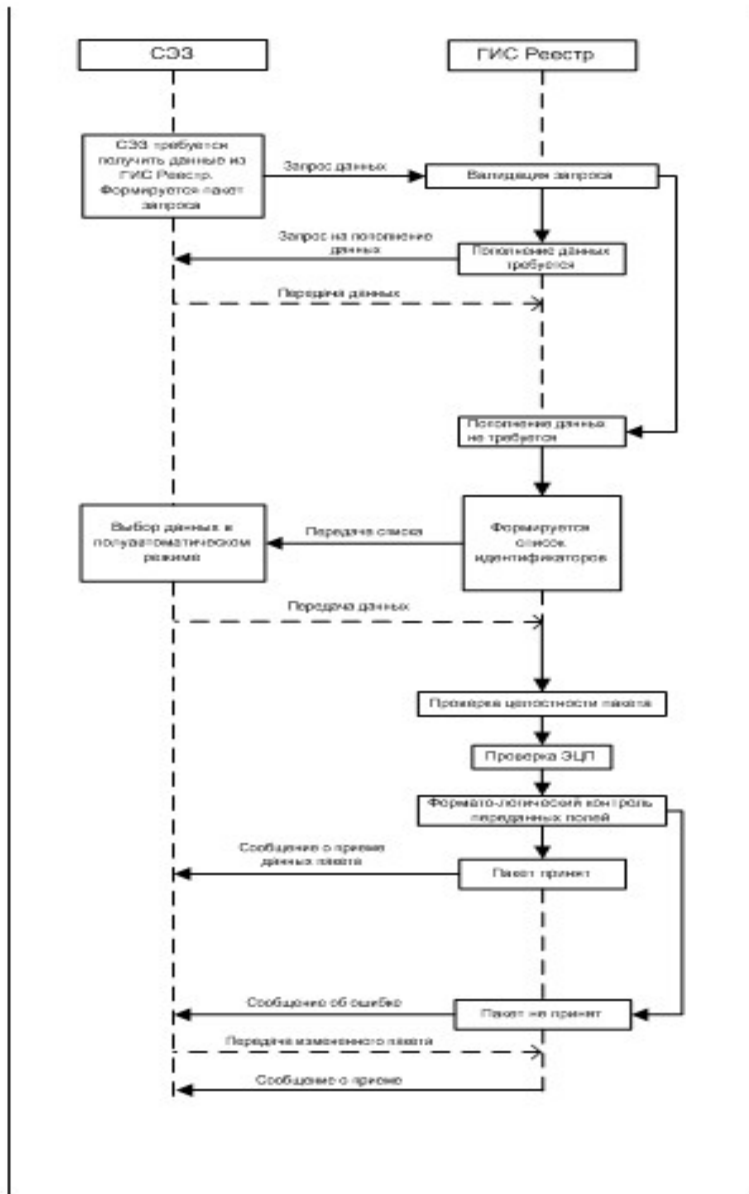 СЭЗ
ГИС Реестр
СЭЗ требуется
получить данные из
ГИС Реестр.
Формируется пакет
запроса
Запрос данных
Валидация запроса
Запрос на пополнение
данных
Пополнение данных
требуется
Передача данных
Пополнение данных
не требуется
Выбор данных в
полуавтоматическом
режиме
Передача списка
Формируется
список
идентификаторов
Передача данных
Проверка целостности пакета
Проверка ЭЦП
Формато-логический контроль
переданных полей
Сообщение о приеме
данных пакета
Пакет принят
Сообщение об ошибке
Пакет не принят
Передача измененного пакета
Сообщение о приеме